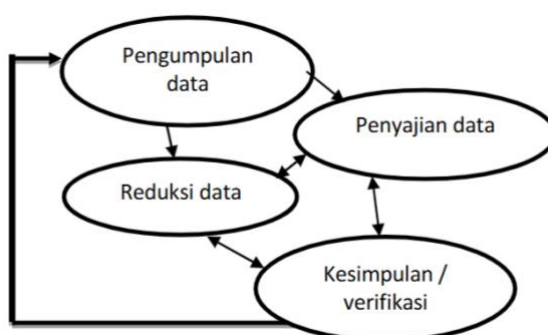 Pengumpulan
data
Penyajian data
Reduksi data
Kesimpulan /
verifikasi